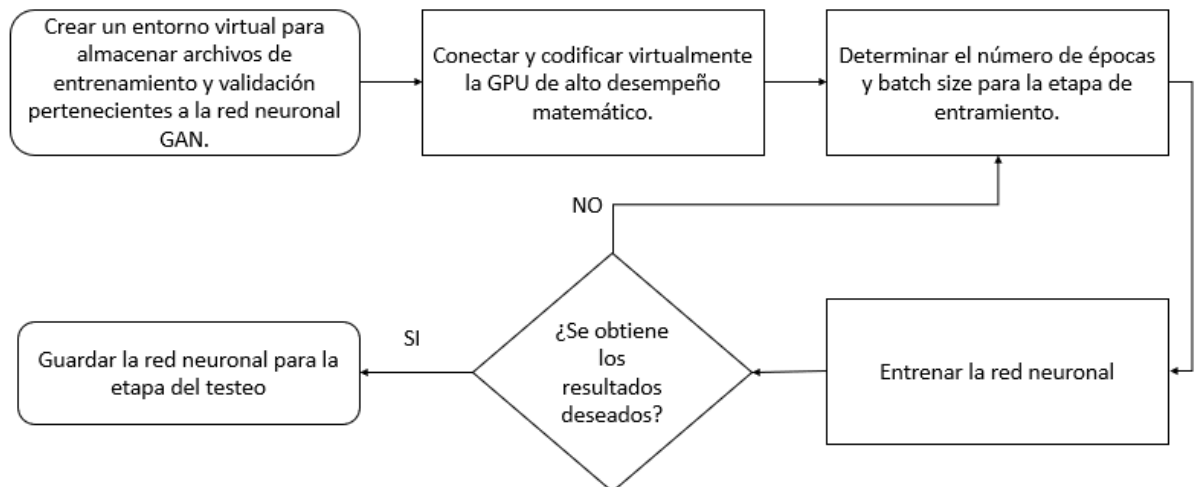 Crear un entorno virtual para
almacenar archivos de
entrenamiento y validación
pertenecientes a la red neuronal
GAN.
Conectar y codificar virtualmente
la GPU de alto desempeño
matemático.
Determinar el número de épocas
y batch size para la etapa de
entramiento.
NO
¿Se obtiene
los
resultados
deseados?
SI
Guardar la red neuronal para la
etapa del testeo
Entrenar la red neuronal